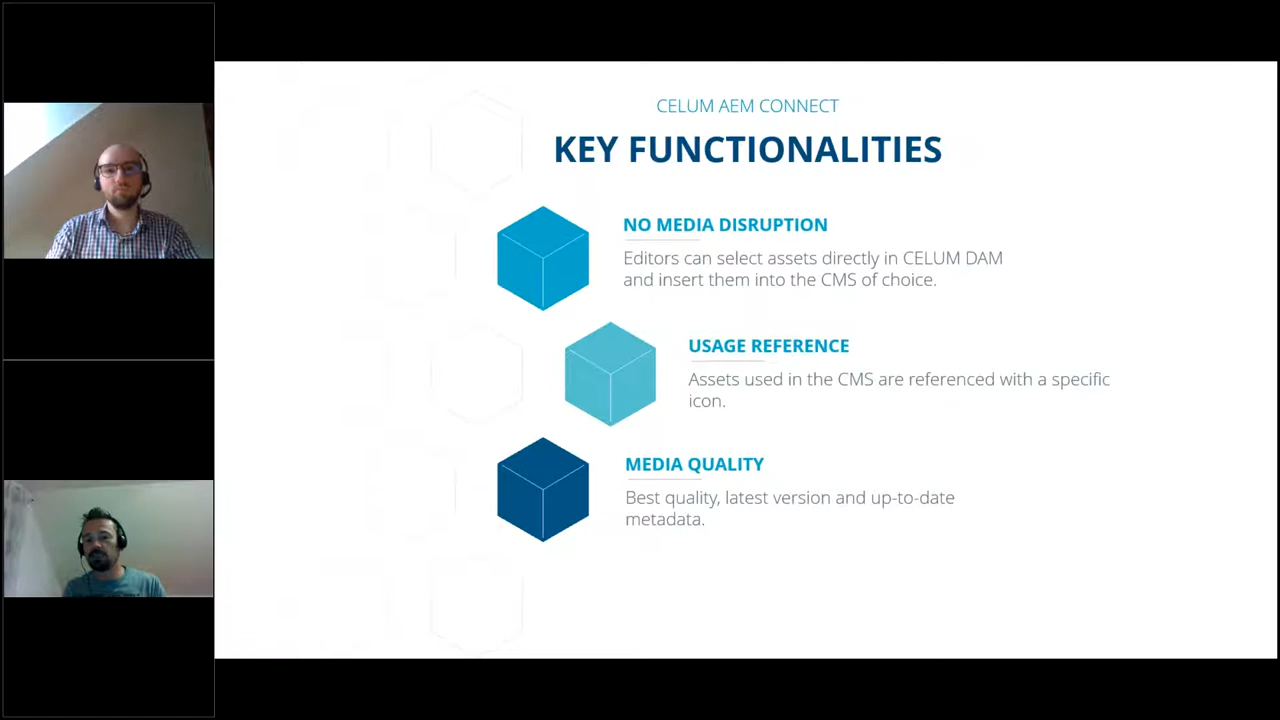 CELUM AEM CONNECT
KEY FUNCTIONALITIES
NO MEDIA DISRUPTION
Editors can select assets directly in CELUM DAM
and insert them into the CMS of choice.
USAGE REFERENCE
Assets used in the CMS are referenced with a specific
icon.
MEDIA QUALITY
Best quality, latest version and up-to-date
metadata.